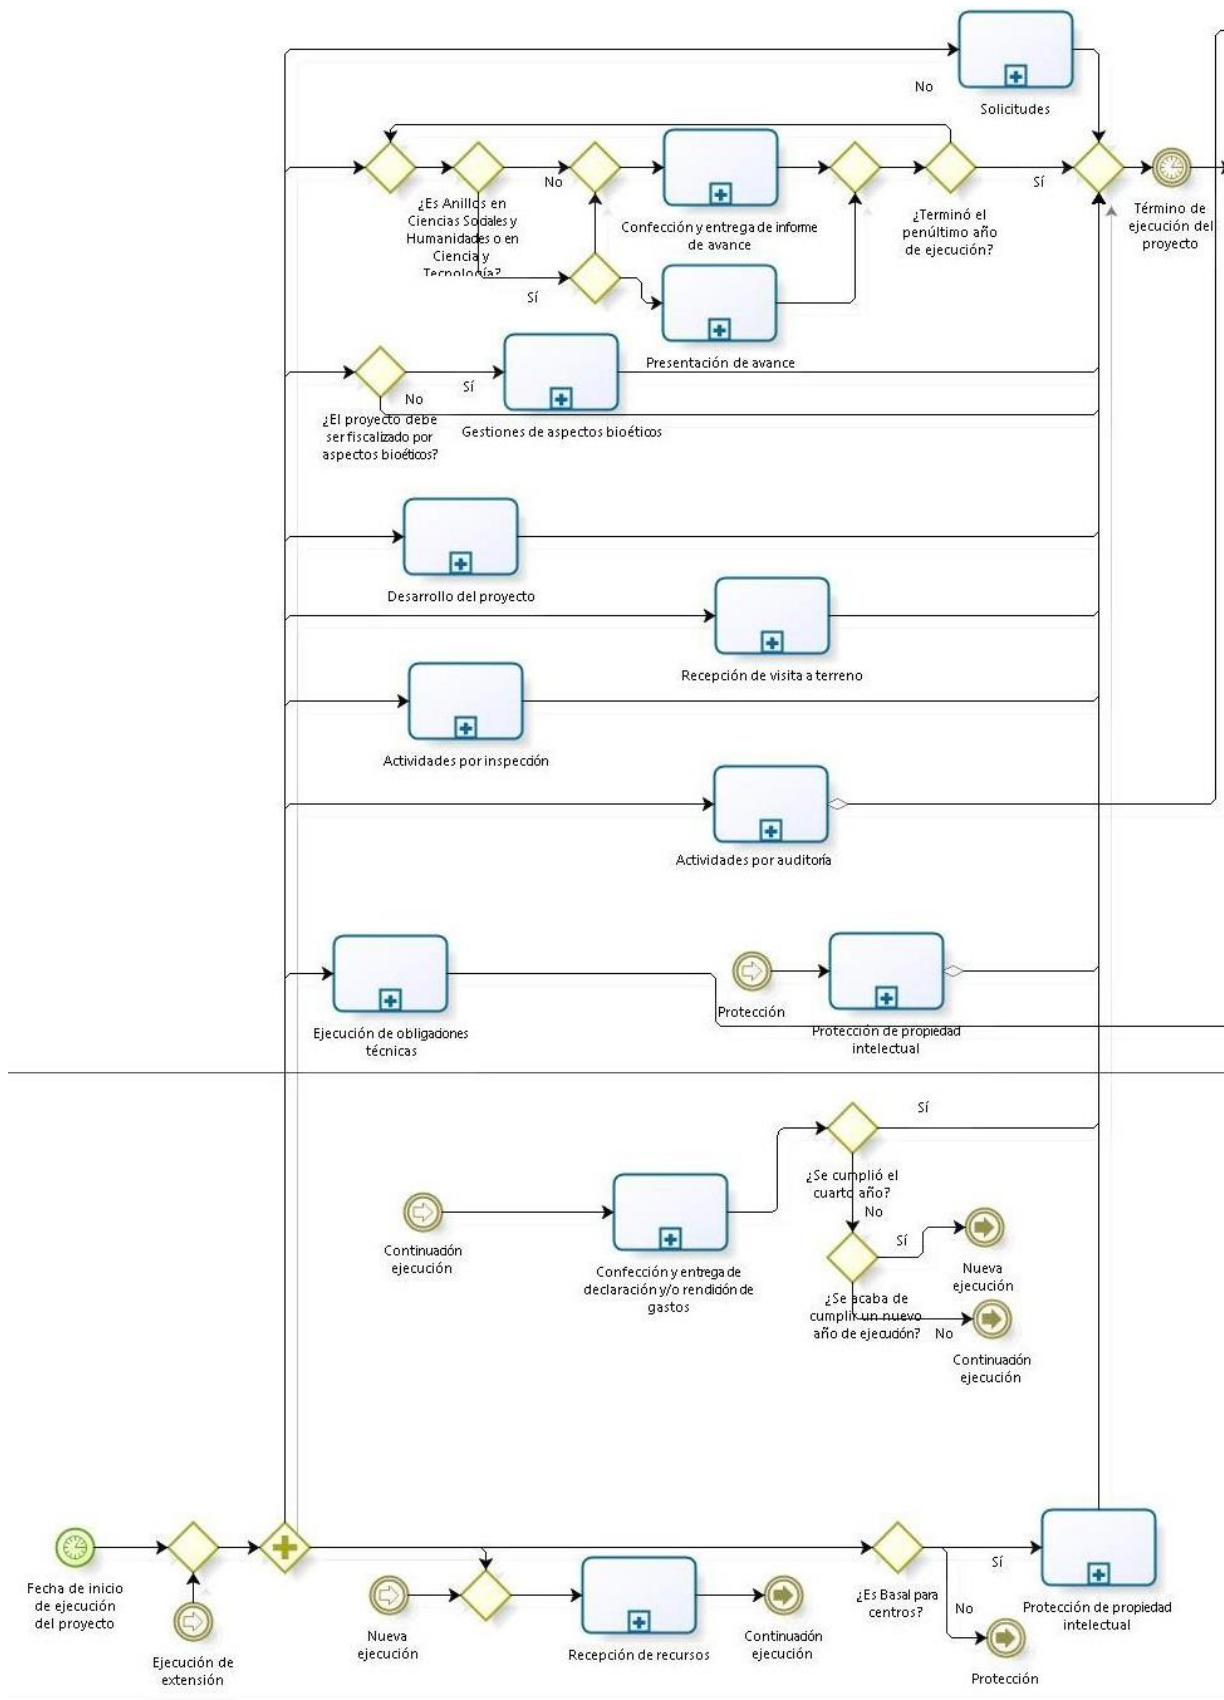 No
Solicitudes
No
Sí
¿Es Anillos en
Ciencias Sociales y
Humanidades o en
Ciencia y
Tecnología?
Confección y entrega de informe
de avance
¿Terminó el
penúltimo año
de ejecución?
Término de
ejecución del
proyecto
Sí
Presentación de avance
Sí
No
¿El proyecto debe
ser fiscalizado por
aspectos bioéticos?
Gestiones de aspectos bioéticos
Desarrollo del proyecto
Recepción de visita a terreno
Actividades por inspección
Actividades por auditoría
Protección
Ejecución de obligaciones
técnicas
Protección de propiedad
intelectual
Sí
¿Se cumplió el
cuarto año?
No
Sí
Continuación
ejecución
Confección y entrega de
declaración y/o rendición de
gastos
Nueva
ejecución
¿Se acaba de
cumplir un nuevo
año de ejecución?
No
Continuación
ejecución
Sí
Fecha de inicio
de ejecución
del proyecto
¿Es Basal para
centros?
No
Protección de propiedad
intelectual
Nueva
ejecución
Recepción de recursos
Continuación
ejecución
Ejecución de
extensión
Protección